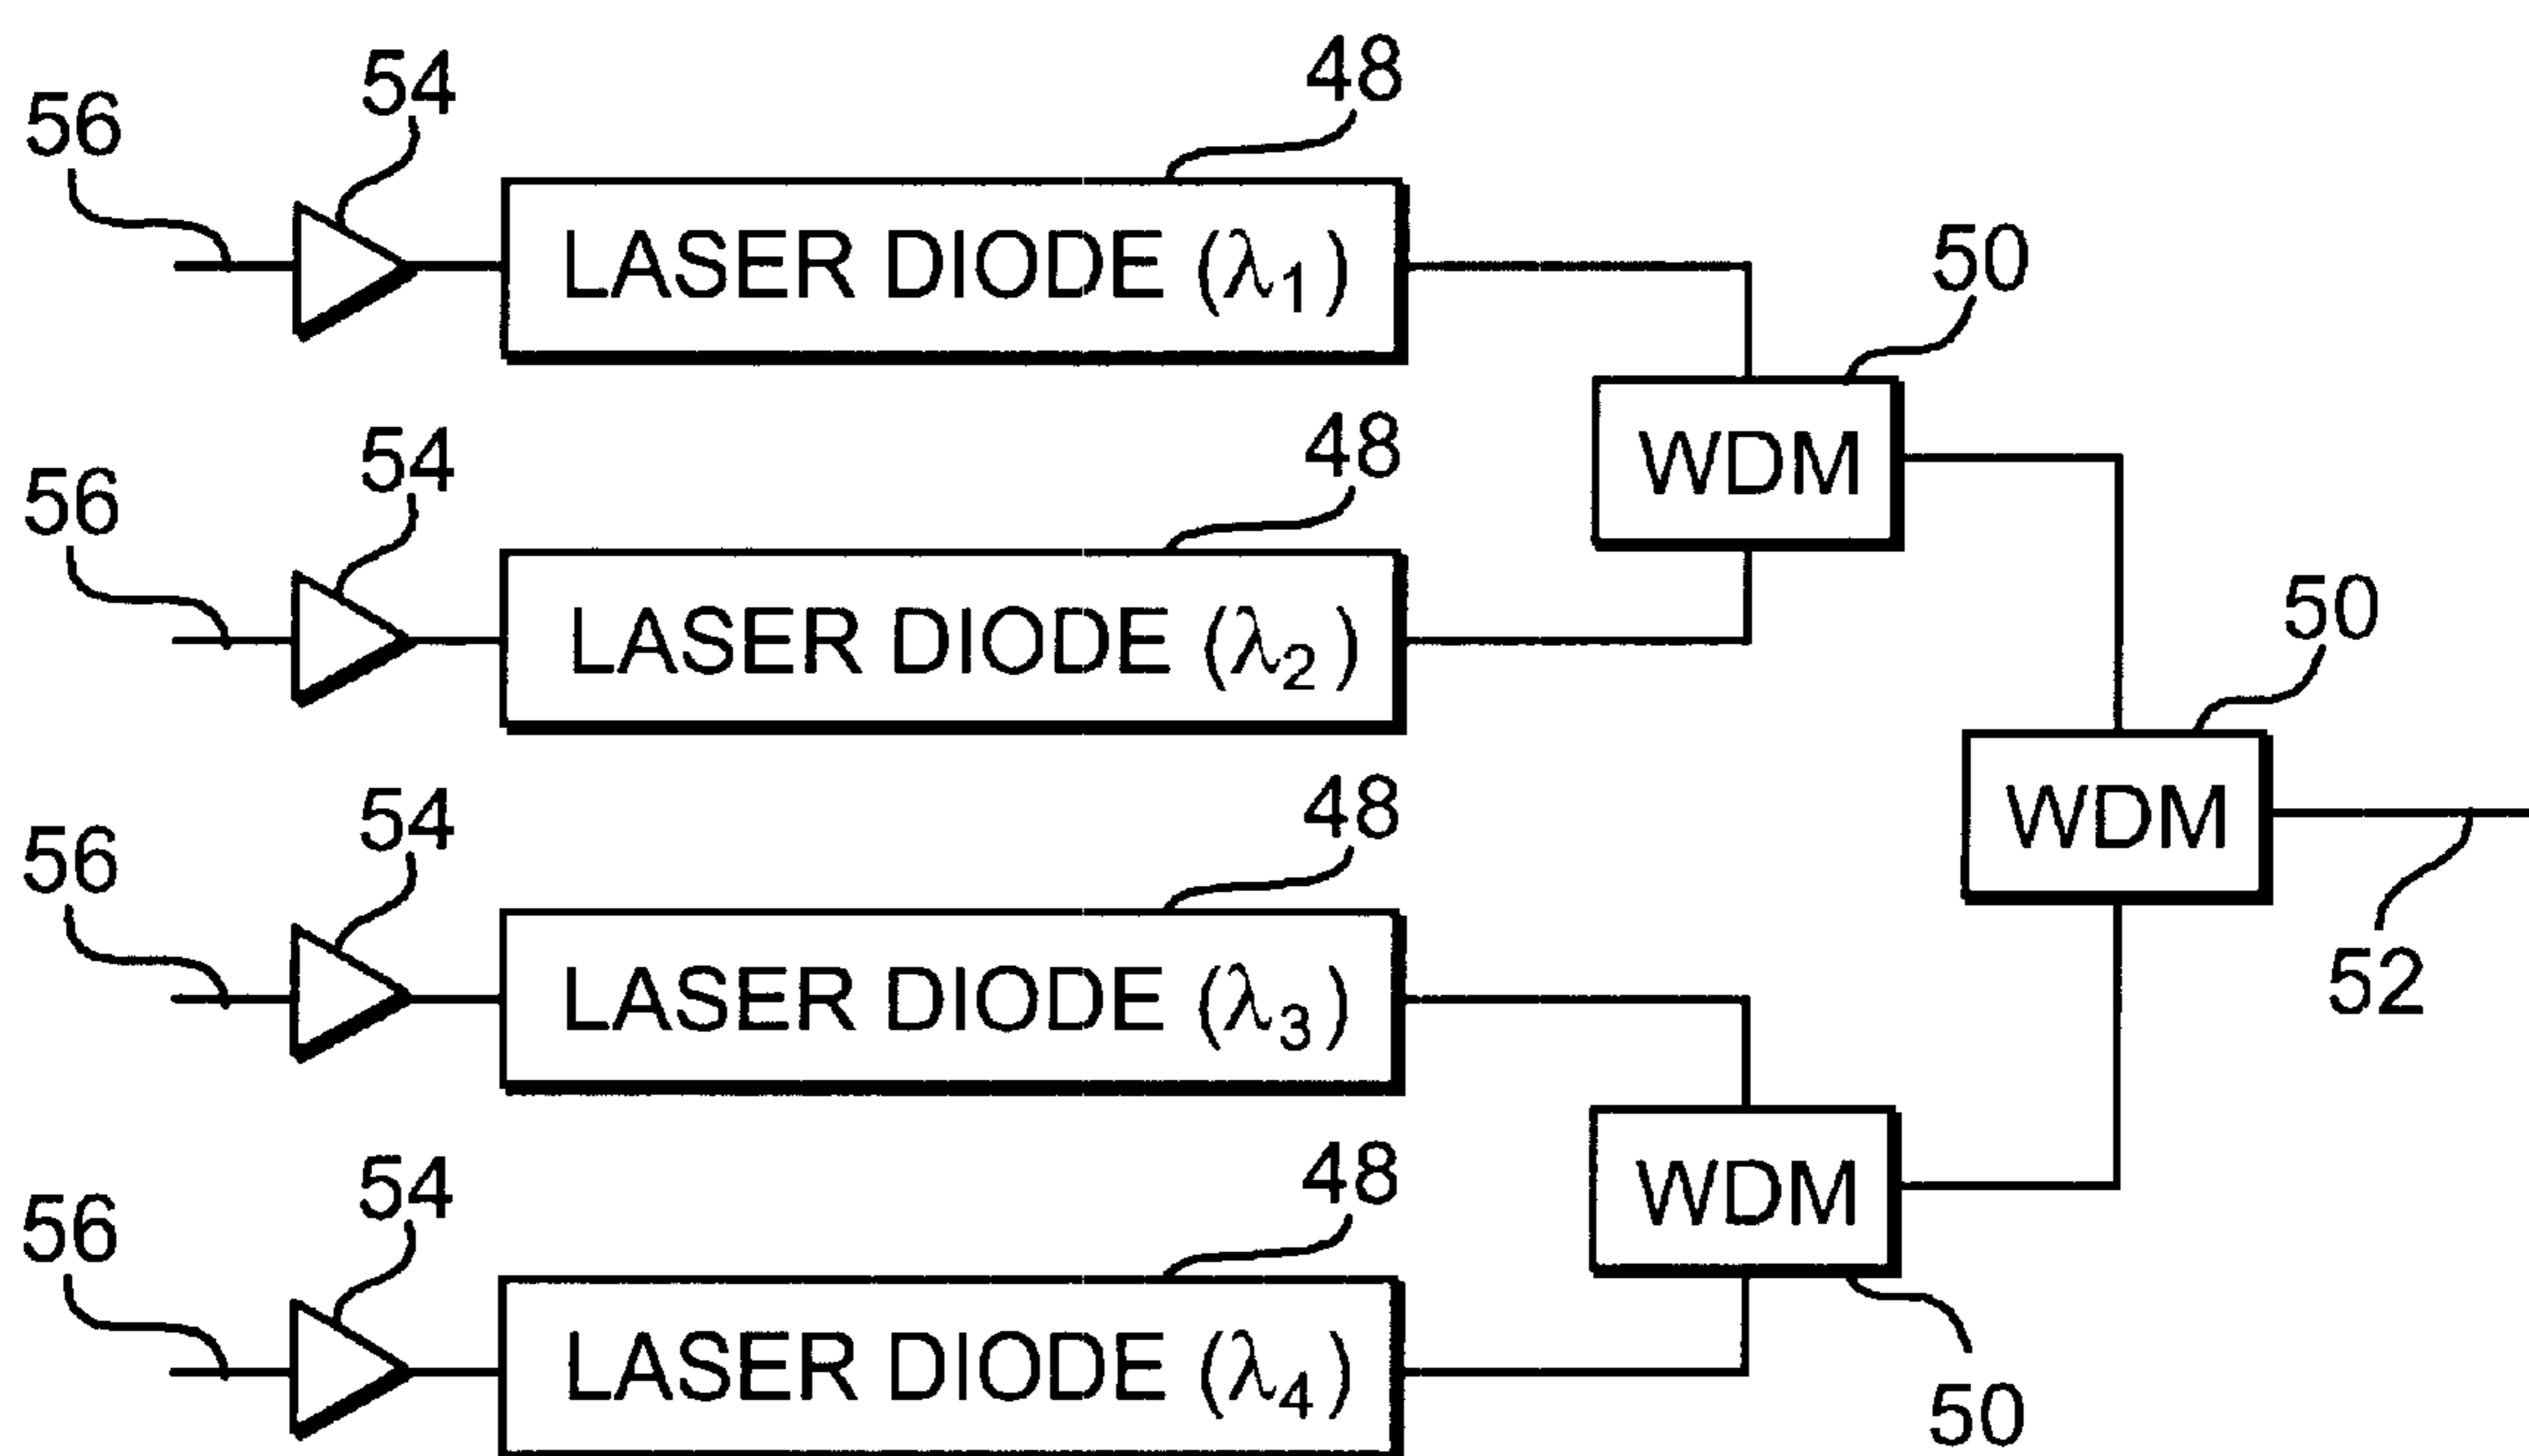 54
48
56
LASER DIODE (λ1)
50
54
48
56
WDM
LASER DIODE (λ2)
50
54
48
56
WDM
LASER DIODE (λ3)
52
54
48
56
WDM
LASER DIODE (λ4)
50